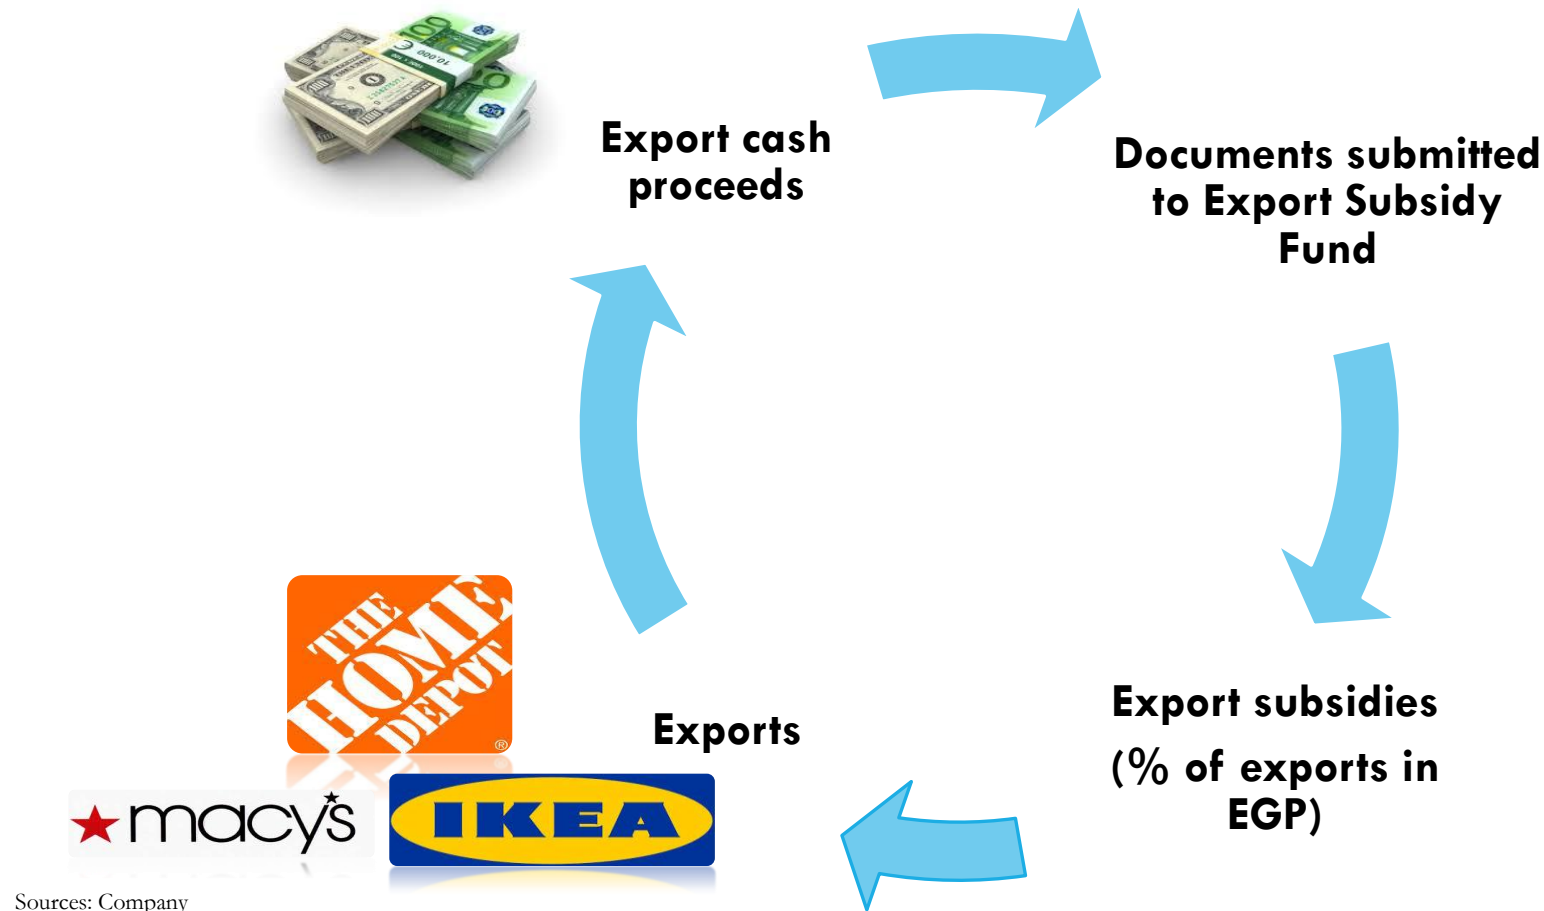 Export cash
proceeds
Documents submitted
to Export Subsidy
Fund
Export subsidies
(% of exports in
EGP)
Exports
THE
HOME
DEPOT
®
macy's
IKEA
Sources: Company